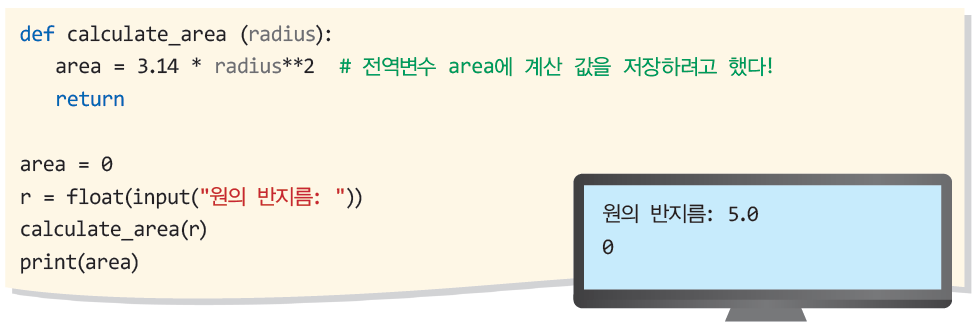 def calculate_area (radius):
   area = 3.14 * radius**2  # 전역변수 area에 계산 값을 저장하려고 했다!
   return

area = 0
r = float(input("원의 반지름: "))
calculate_area(r)
print(area)
원의 반지름: 5.0
0